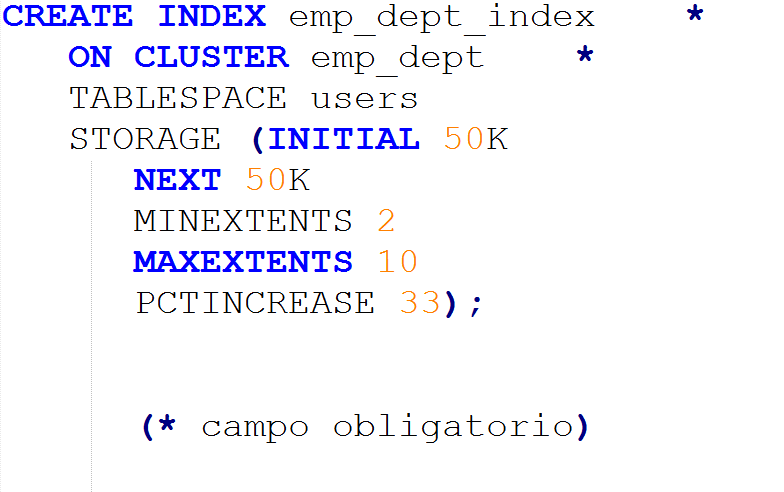 CREATE INDEX emp_dept_index *
ON CLUSTER emp_dept *
TABLESPACE users
STORAGE (INITIAL 50K
NEXT 50K
MINEXTENTS 2
MAXEXTENTS 10
PCTINCREASE 33);
(* campo obligatorio)